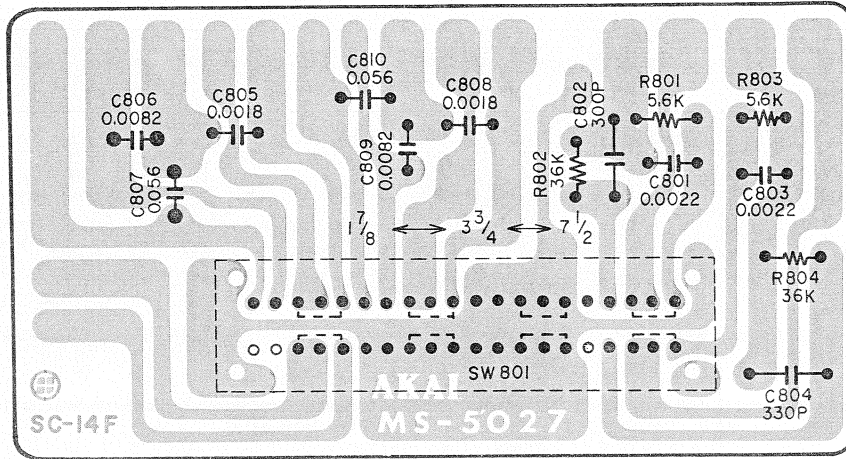 C806
0.0082
C805
0.0018
C810
0.056
C808
0.0018
C802
300P
R801
5.6K
R803
5.6K
C807
0.056
C809
0.0082
R802
36K
C801
0.0022
C803
0.0022
1 7/8 ↔ 3 3/4 ↔ 7 1/2
R804
36K
SW801
AKAI
MS-5027
SC-14F
C804
330P